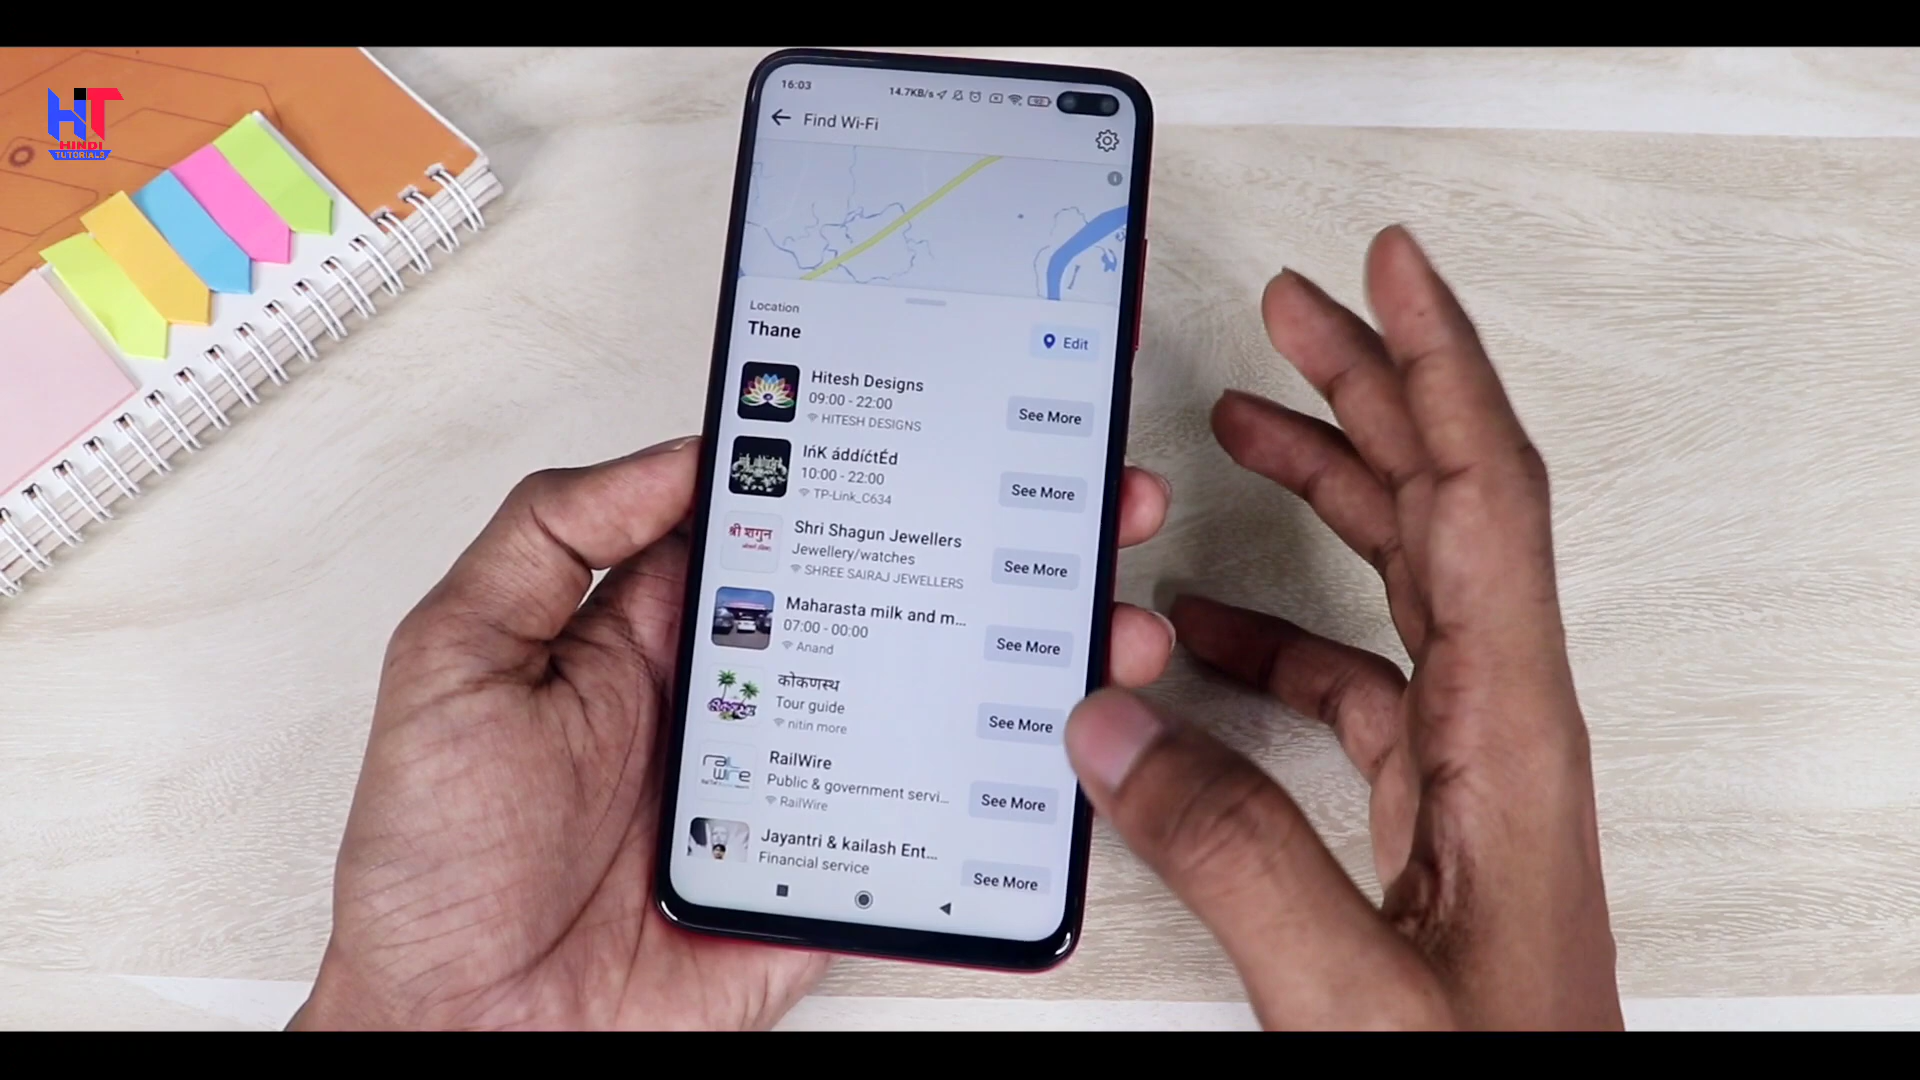 HT
HINDI
TUTORIALS
16:03
14.7KB/s
92
Find Wi-Fi
Location
Thane
Edit
Hitesh Designs
09:00 - 22:00
HITESH DESIGNS
See More
IńK áddíćtÉd
10:00 - 22:00
TP-Link_C634
See More
श्री शगुन
Shri Shagun Jewellers
Jewellery/watches
SHREE SAIRAJ JEWELLERS
See More
Maharasta milk and m...
07:00 - 00:00
Anand
See More
कोकणस्थ
Tour guide
nitin more
See More
rail
wire
RailWire
Public & government servi...
RailWire
See More
Jayantri & kailash Ent...
Financial service
See More